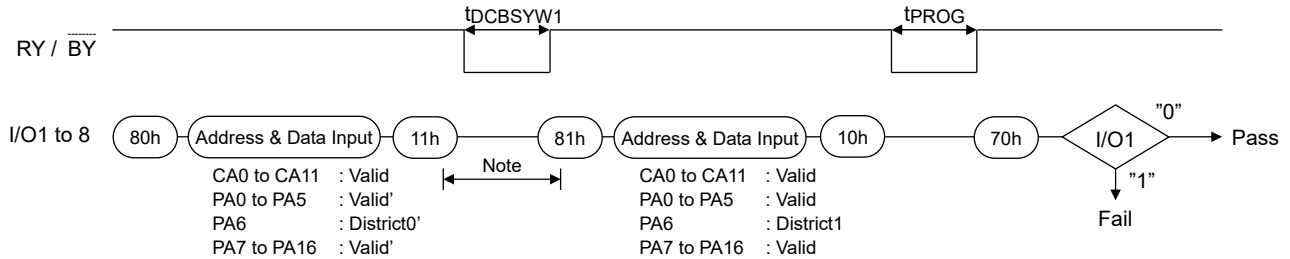 tDCBSYW1
tPROG
RY / BY
I/O1 to 8
80h
Address & Data Input
11h
81h
Address & Data Input
10h
70h
I/O1
"0"
Pass
"1"
Fail
Note
CA0 to CA11 : Valid
PA0 to PA5 : Valid'
PA6 : District0'
PA7 to PA16 : Valid'
CA0 to CA11 : Valid
PA0 to PA5 : Valid
PA6 : District1
PA7 to PA16 : Valid